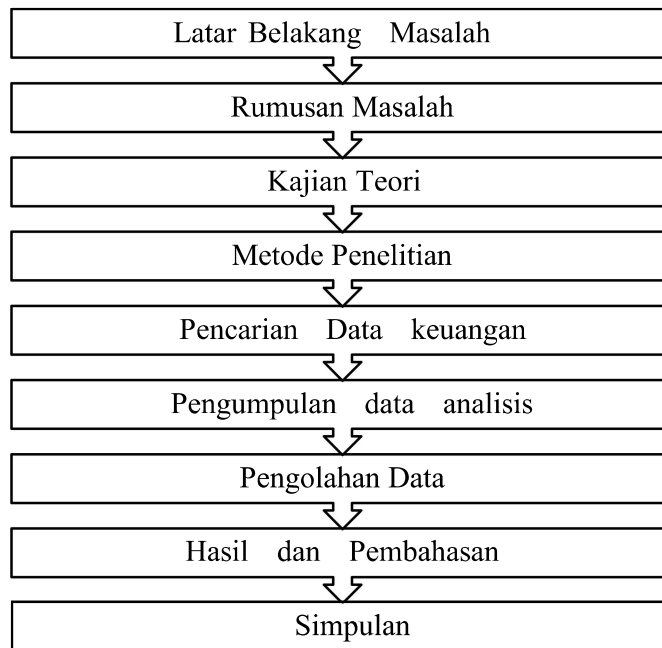 Latar Belakang Masalah
Rumusan Masalah
Kajian Teori
Metode Penelitian
Pencarian Data keuangan
Pengumpulan data analisis
Pengolahan Data
Hasil dan Pembahasan
Simpulan